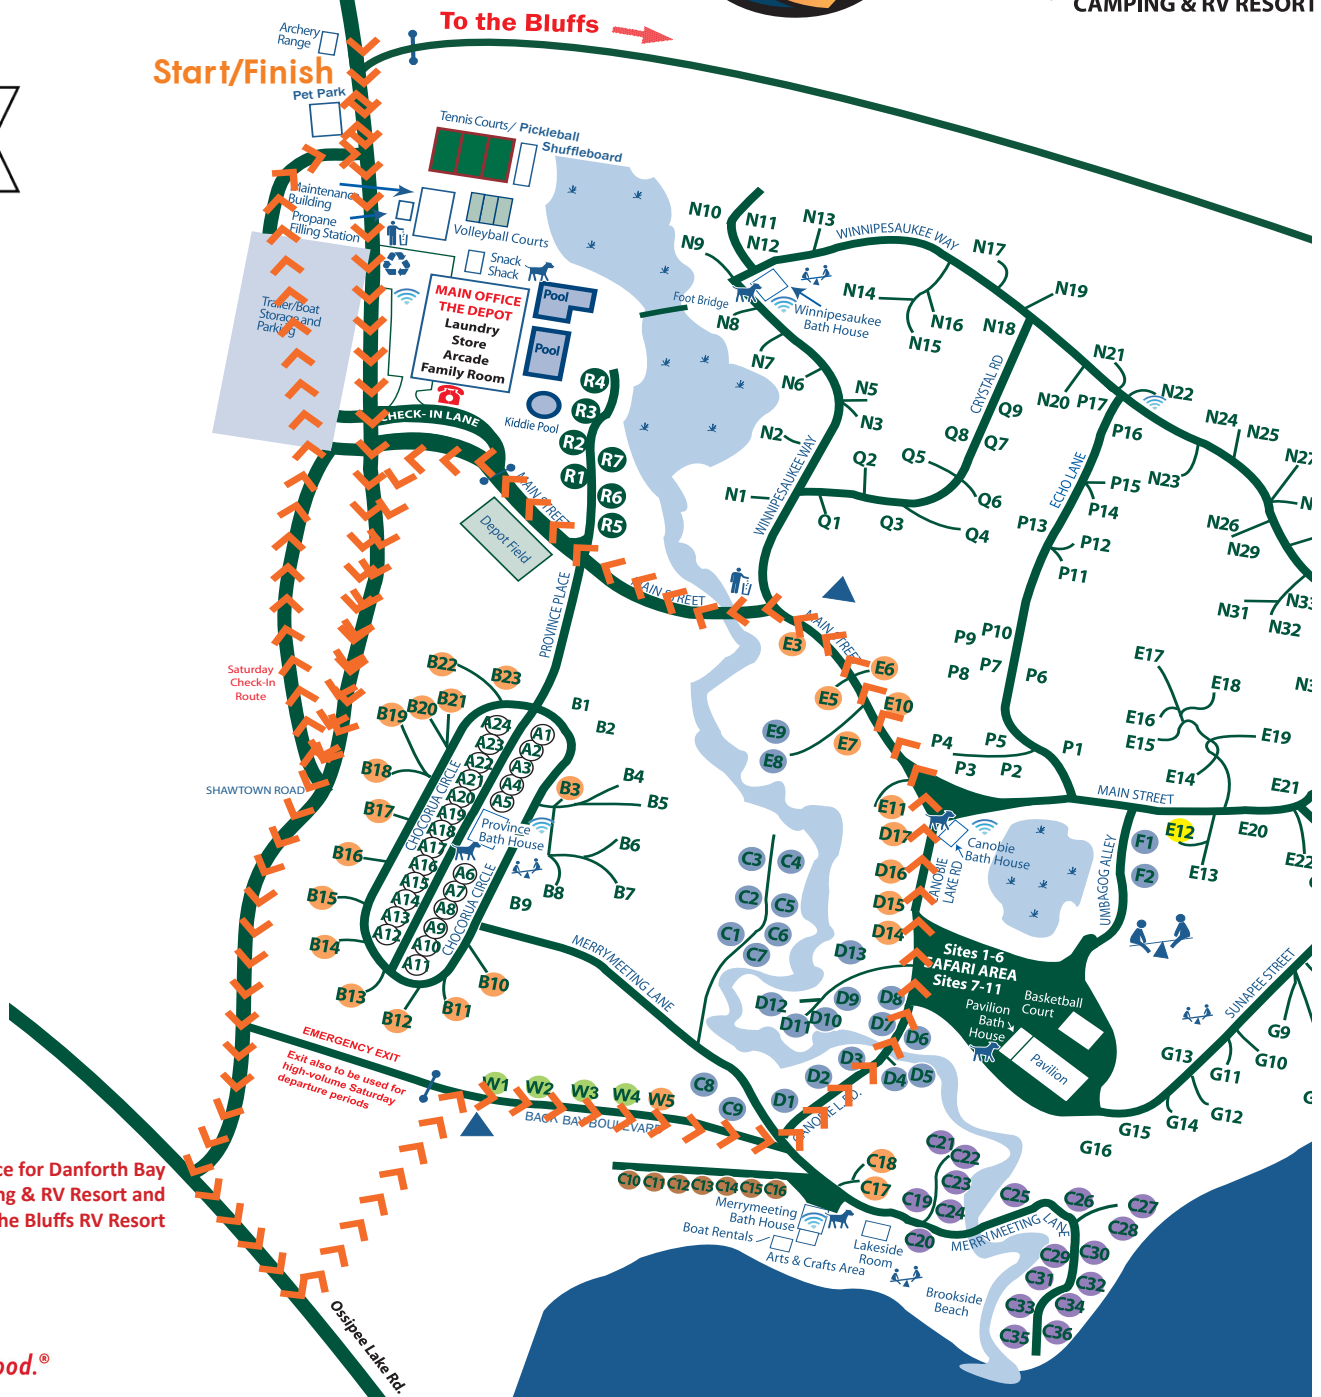 CAMPING & RV RESORT
To the Bluffs
Archery
Range
Start/Finish
Pet Park
Tennis Courts/ Pickleball
Shuffleboard
Maintenance
Building
Propane
Filling Station
Volleyball Courts
Snack
Shack
Trailer/Boat
Storage and
Parking
MAIN OFFICE
THE DEPOT
Laundry
Store
Arcade
Family Room
Pool
Pool
Kiddie Pool
CHECK- IN LANE
Foot Bridge
Winnipesaukee
Bath House
WINNIPESAUKEE WAY
N10
N11
N13
N9
N12
N17
N14
N19
N8
N16
N18
N15
N7
N6
N21
N5
N22
N20
P17
N3
N24
N25
N2
P16
CRYSTAL RD
Q9
Q8
Q7
Q5
Q2
N23
P15
N1
Q6
P14
Q1
Q3
Q4
P13
P12
P11
N26
N29
N31
N32
ECHO LANE
WINNIPESAUKEE WAY
R4
R3
R2
R7
R1
R6
R5
MAIN STREET
Depot Field
MAIN STREET
MAIN STREET
PROVINCE PLACE
P9
P10
P8
P7
P6
P4
P5
P3
P2
P1
E17
E18
E16
E15
E19
E14
E21
MAIN STREET
E12
E20
E13
E22
F1
F2
UMBAGOG ALLEY
E3
E6
E5
E10
E7
E9
E8
E11
D17
D16
D15
D14
Canobie
Bath House
CANOBIE
LAKE RD
Saturday
Check-In
Route
SHAWTOWN ROAD
B22
B23
B21
B20
B19
B1
B2
B18
B17
B16
B15
B14
B13
B12
B11
B10
B3
B4
B5
B6
B7
B8
B9
A24
A23
A22
A21
A20
A19
A18
A17
A16
A15
A14
A13
A12
A1
A2
A3
A4
A5
A6
A7
A8
A9
A10
A11
CHOCORUA CIRCLE
CHOCORUA CIRCLE
Province
Bath House
MERRYMEETING LANE
C3
C4
C2
C5
C1
C6
C7
D13
D12
D9
D8
D11
D10
D7
D6
D3
D2
D4
D5
D1
C8
C9
Sites 1-6
SAFARI AREA
Sites 7-11
Pavilion
Bath
House
Basketball
Court
Pavilion
SUNAPEE STREET
G9
G10
G13
G11
G12
G14
G15
G16
EMERGENCY EXIT
Exit also to be used for
high-volume Saturday
departure periods
W1
W2
W3
W4
W5
BACK BAY BOULEVARD
CANOBIE L. RD.
C10
C11
C12
C13
C14
C15
C16
C18
C17
Merrymeeting
Bath House
Boat Rentals
Arts & Crafts Area
Lakeside
Room
Brookside
Beach
C21
C22
C23
C19
C24
C20
C25
C26
C27
C28
MERRYMEETING LANE
C29
C30
C31
C32
C33
C34
C35
C36
ce for Danforth Bay
ng & RV Resort and
he Bluffs RV Resort
Ossipee Lake Rd.
ood.®